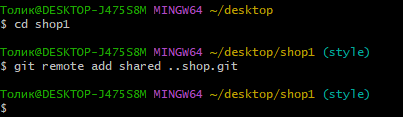 Толик@DESKTOP-J475S8M MINGW64 ~/desktop
$ cd shop1
Толик@DESKTOP-J475S8M MINGW64 ~/desktop/shop1 (style)
$ git remote add shared ..shop.git
Толик@DESKTOP-J475S8M MINGW64 ~/desktop/shop1 (style)
$